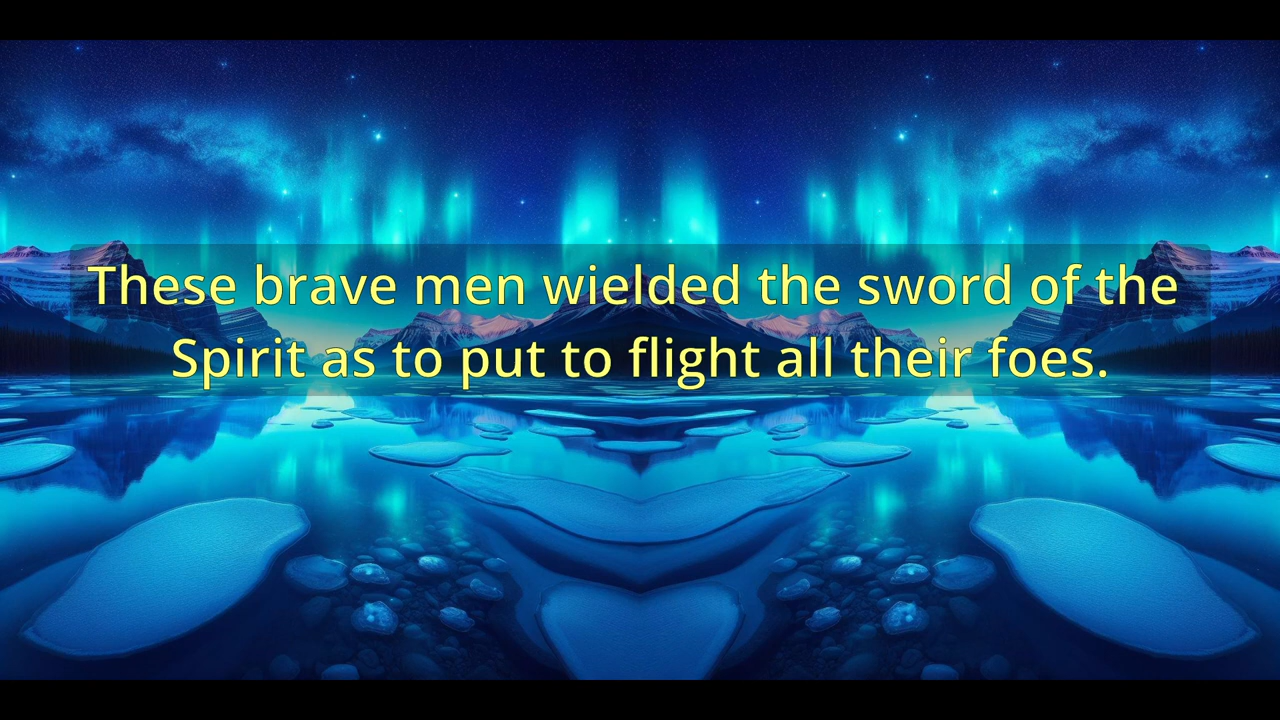 These brave men wielded the sword of the
Spirit as to put to flight all their foes.